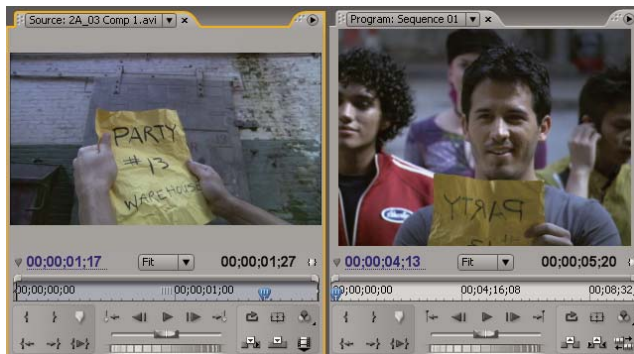 Source: 2A_03 Comp 1.avi
PARTY
#13
WAREHOUSE
00;00;01;17
Fit
00;00;01;27
00;00;00;00
00;00;01;00
Program: Sequence 01
PARTY
00;00;04;13
Fit
00;00;05;20
0;00;00;00
00;04;16;08
00;08;32